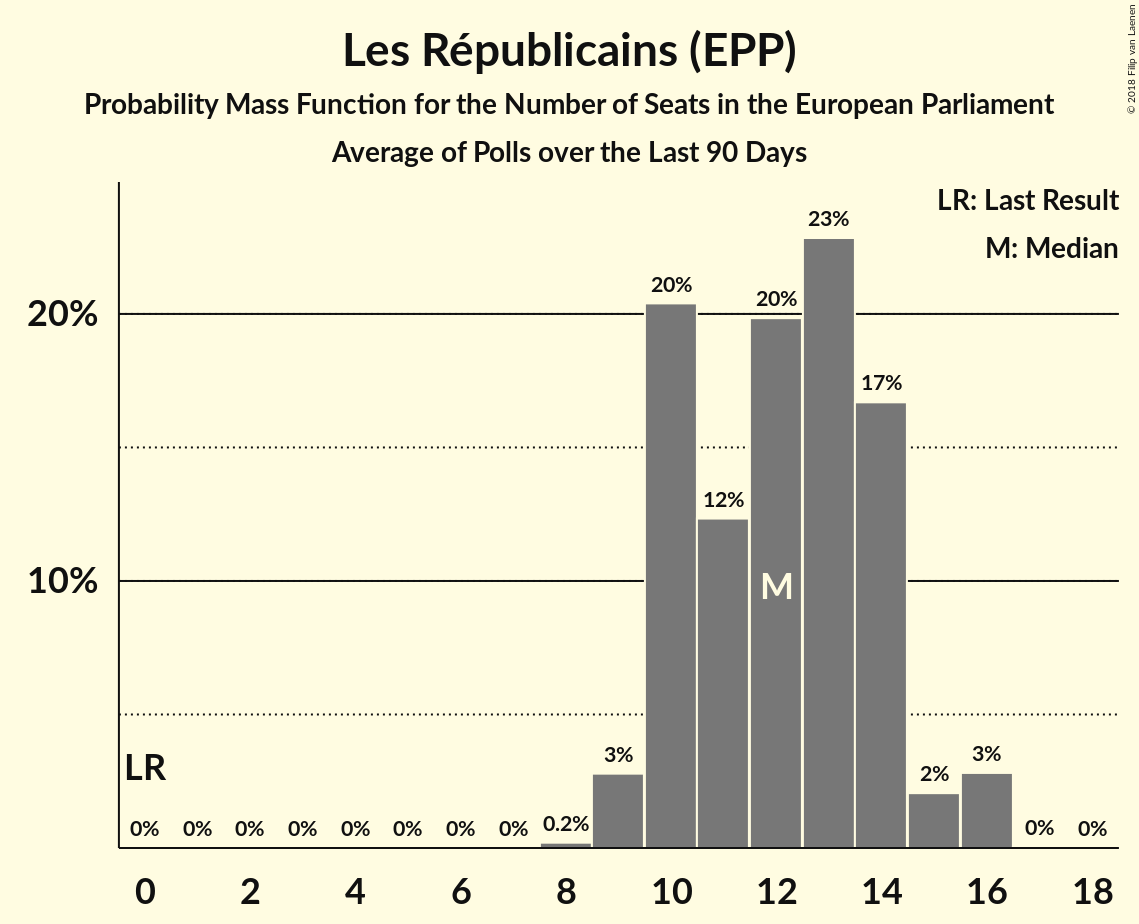 Les Républicains (EPP)
Probability Mass Function for the Number of Seats in the European Parliament
Average of Polls over the Last 90 Days
© 2018 Filip van Laenen
LR: Last Result
M: Median
20%
10%
23%
20%
20%
17%
12%
M
LR
3%
3%
2%
0%
0%
0%
0%
0%
0%
0%
0%
0.2%
0%
0%
0 2 4 6 8 10 12 14 16 18